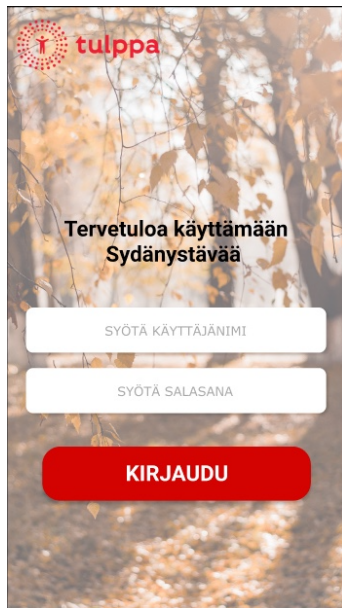 tulppa
Tervetuloa käyttämään
Sydänystävää
SYÖTÄ KÄYTTÄJÄNIMI
SYÖTÄ SALASANA
KIRJAUDU